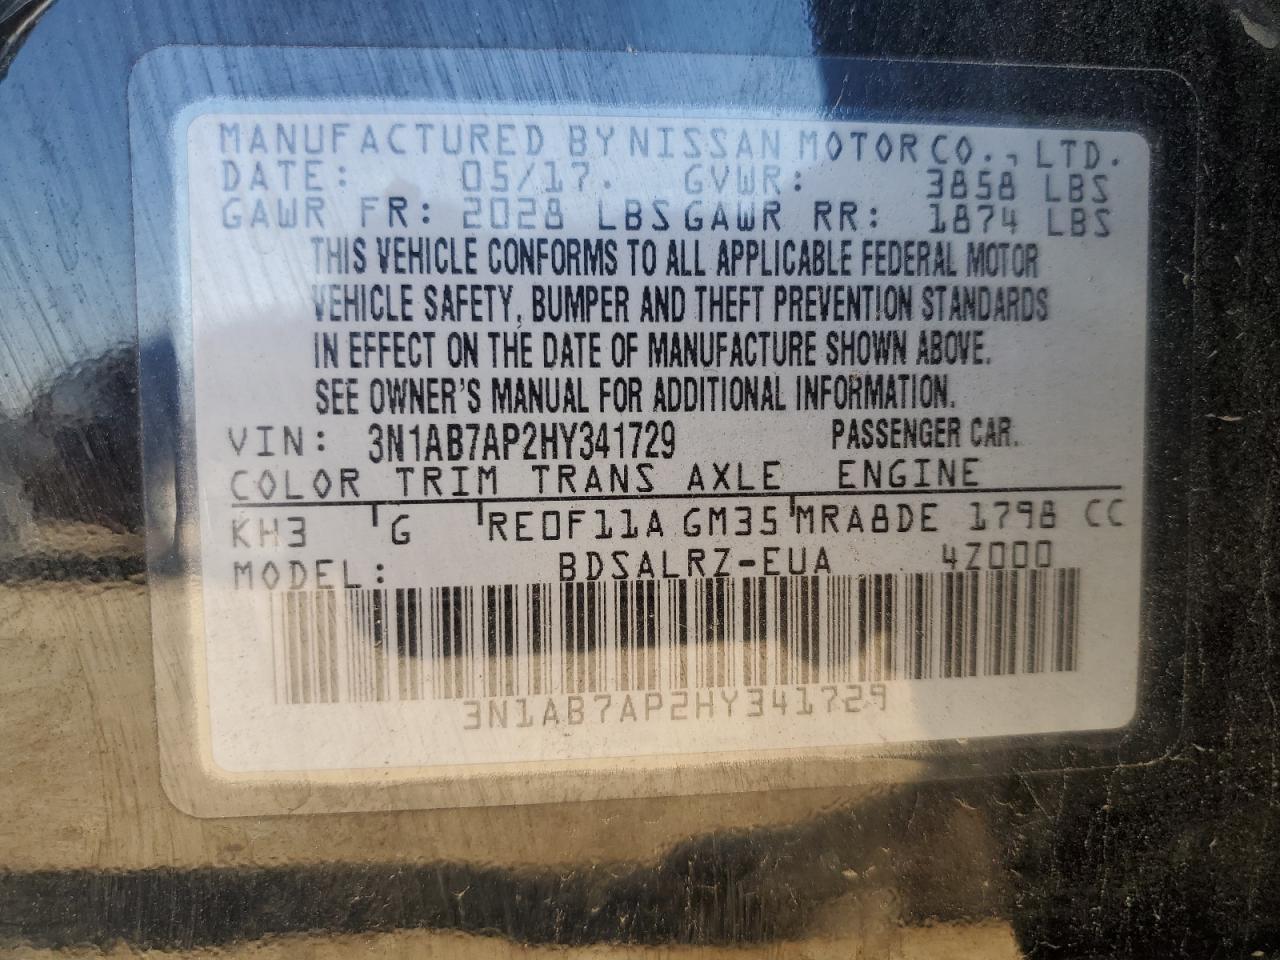 MANUFACTURED BY NISSAN MOTOR CO., LTD.
DATE: 05/17. GVWR: 3858 LBS
GAWR FR: 2028 LBS GAWR RR: 1874 LBS
THIS VEHICLE CONFORMS TO ALL APPLICABLE FEDERAL MOTOR
VEHICLE SAFETY, BUMPER AND THEFT PREVENTION STANDARDS
IN EFFECT ON THE DATE OF MANUFACTURE SHOWN ABOVE.
SEE OWNER'S MANUAL FOR ADDITIONAL INFORMATION.
VIN: 3N1AB7AP2HY341729 PASSENGER CAR.
COLOR TRIM TRANS AXLE ENGINE
KH3 G RE0F11A GM35 MRA8DE 1798 CC
MODEL: BDSALRZ-EUA 4Z000
3N1AB7AP2HY341729